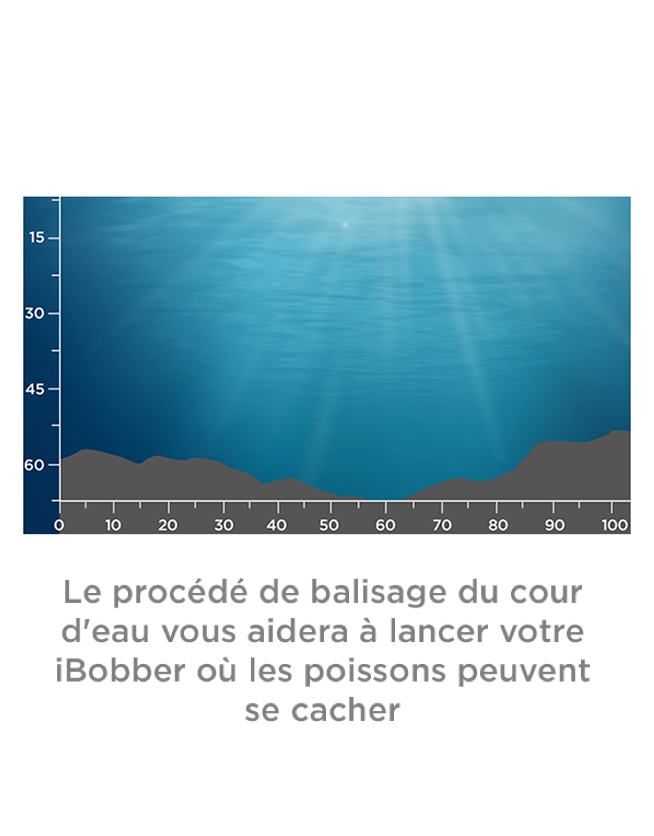 15
30
45
60
0 10 20 30 40 50 60 70 80 90 100
Le procédé de balisage du cour
d'eau vous aidera à lancer votre
iBobber où les poissons peuvent
se cacher